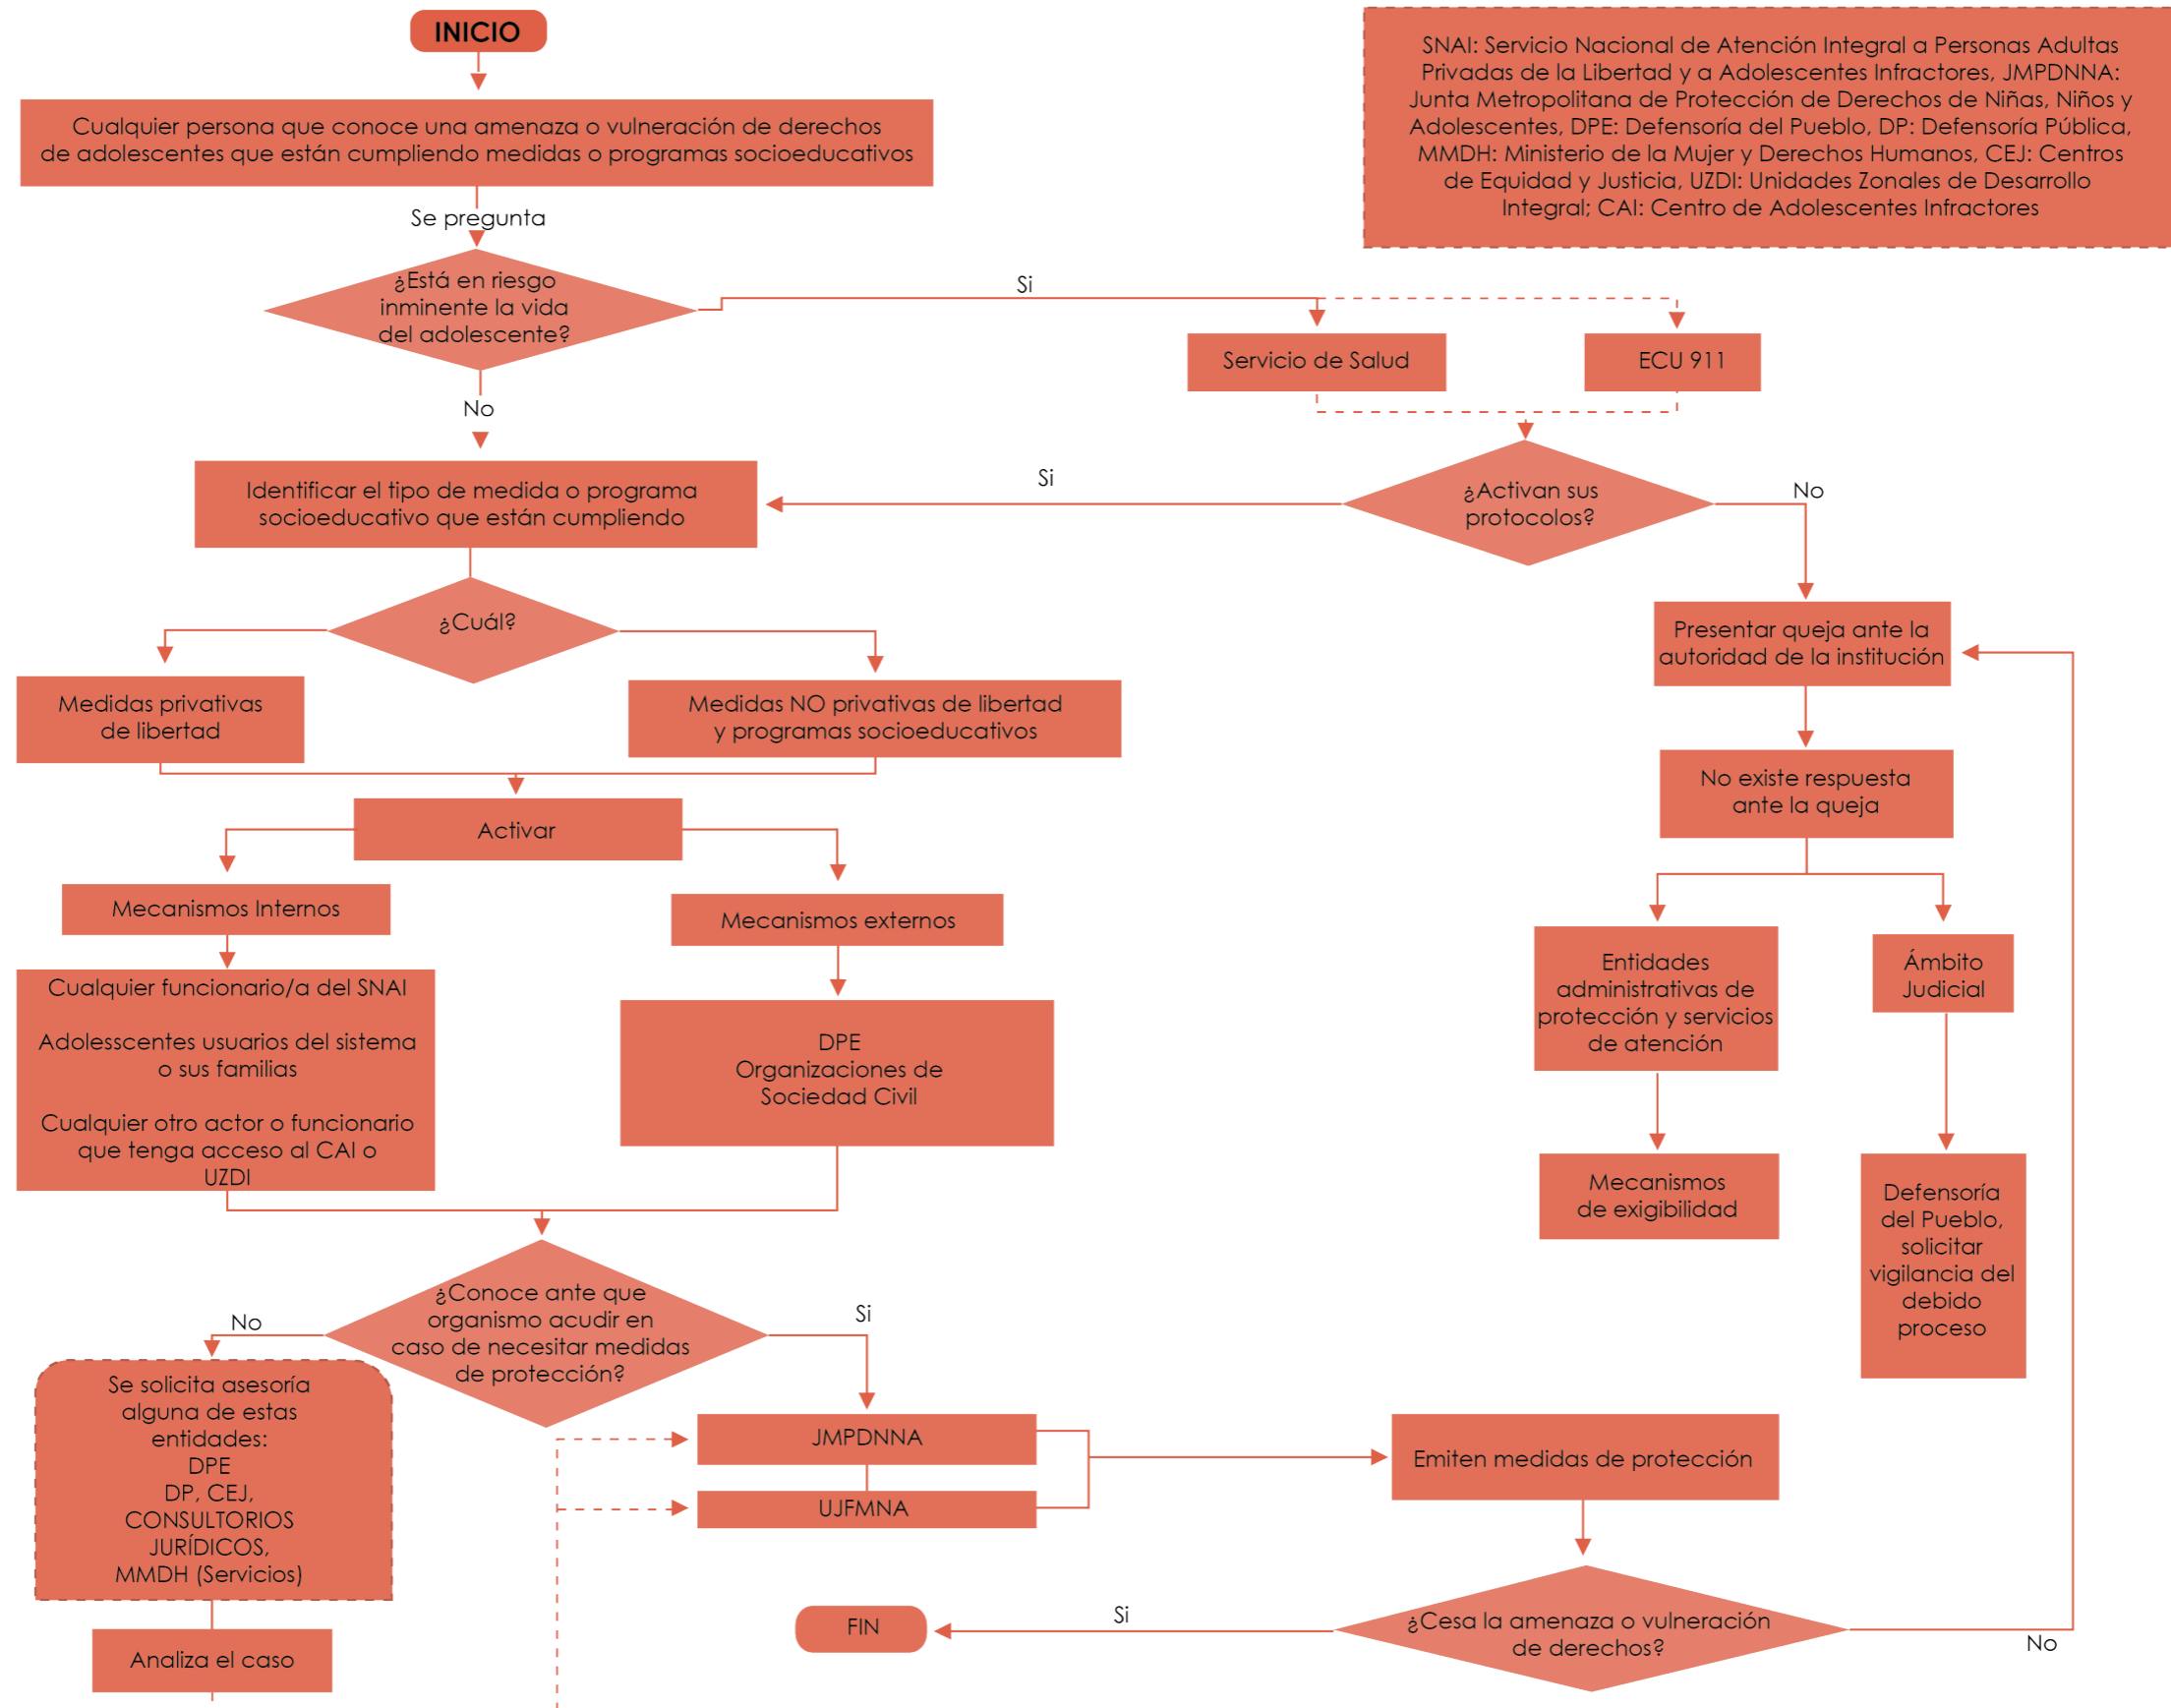 INICIO
SNAI: Servicio Nacional de Atención Integral a Personas Adultas
Privadas de la Libertad y a Adolescentes Infractores, JMPDNNA:
Junta Metropolitana de Protección de Derechos de Niñas, Niños y
Adolescentes, DPE: Defensoría del Pueblo, DP: Defensoría Pública,
MMDH: Ministerio de la Mujer y Derechos Humanos, CEJ: Centros
de Equidad y Justicia, UZDI: Unidades Zonales de Desarrollo
Integral; CAI: Centro de Adolescentes Infractores
Cualquier persona que conoce una amenaza o vulneración de derechos
de adolescentes que están cumpliendo medidas o programas socioeducativos
Se pregunta
¿Está en riesgo
inminente la vida
del adolescente?
Si
Servicio de Salud
ECU 911
No
Identificar el tipo de medida o programa
socioeducativo que están cumpliendo
Si
¿Activan sus
protocolos?
No
¿Cuál?
Presentar queja ante la
autoridad de la institución
Medidas privativas
de libertad
Medidas NO privativas de libertad
y programas socioeducativos
No existe respuesta
ante la queja
Activar
Mecanismos Internos
Mecanismos externos
Entidades
administrativas de
protección y servicios
de atención
Ámbito
Judicial
Cualquier funcionario/a del SNAI
Adolesscentes usuarios del sistema
o sus familias
Cualquier otro actor o funcionario
que tenga acceso al CAI o
UZDI
DPE
Organizaciones de
Sociedad Civil
Mecanismos
de exigibilidad
Defensoría
del Pueblo,
solicitar
vigilancia del
debido
proceso
¿Conoce ante que
organismo acudir en
caso de necesitar medidas
de protección?
No
Si
Se solicita asesoría
alguna de estas
entidades:
DPE
DP, CEJ,
CONSULTORIOS
JURÍDICOS,
MMDH (Servicios)
JMPDNNA
UJFMNA
Emiten medidas de protección
¿Cesa la amenaza o vulneración
de derechos?
Si
FIN
No
Analiza el caso